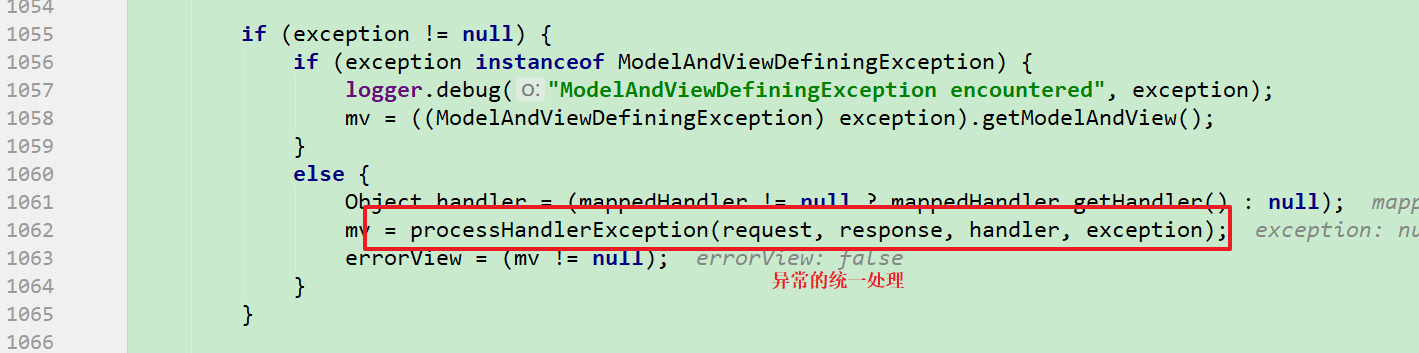 1054
1055 if (exception != null) {
1056 if (exception instanceof ModelAndViewDefiningException) {
1057 logger.debug( o: "ModelAndViewDefiningException encountered", exception);
1058 mv = ((ModelAndViewDefiningException) exception).getModelAndView();
1059 }
1060 else {
1061 Object handler = (mappedHandler != null ? mappedHandler.getHandler() : null); mapp
1062 mv = processHandlerException(request, response, handler, exception); exception: nu
1063 errorView = (mv != null); errorView: false
异常的统一处理
1064 }
1065 }
1066